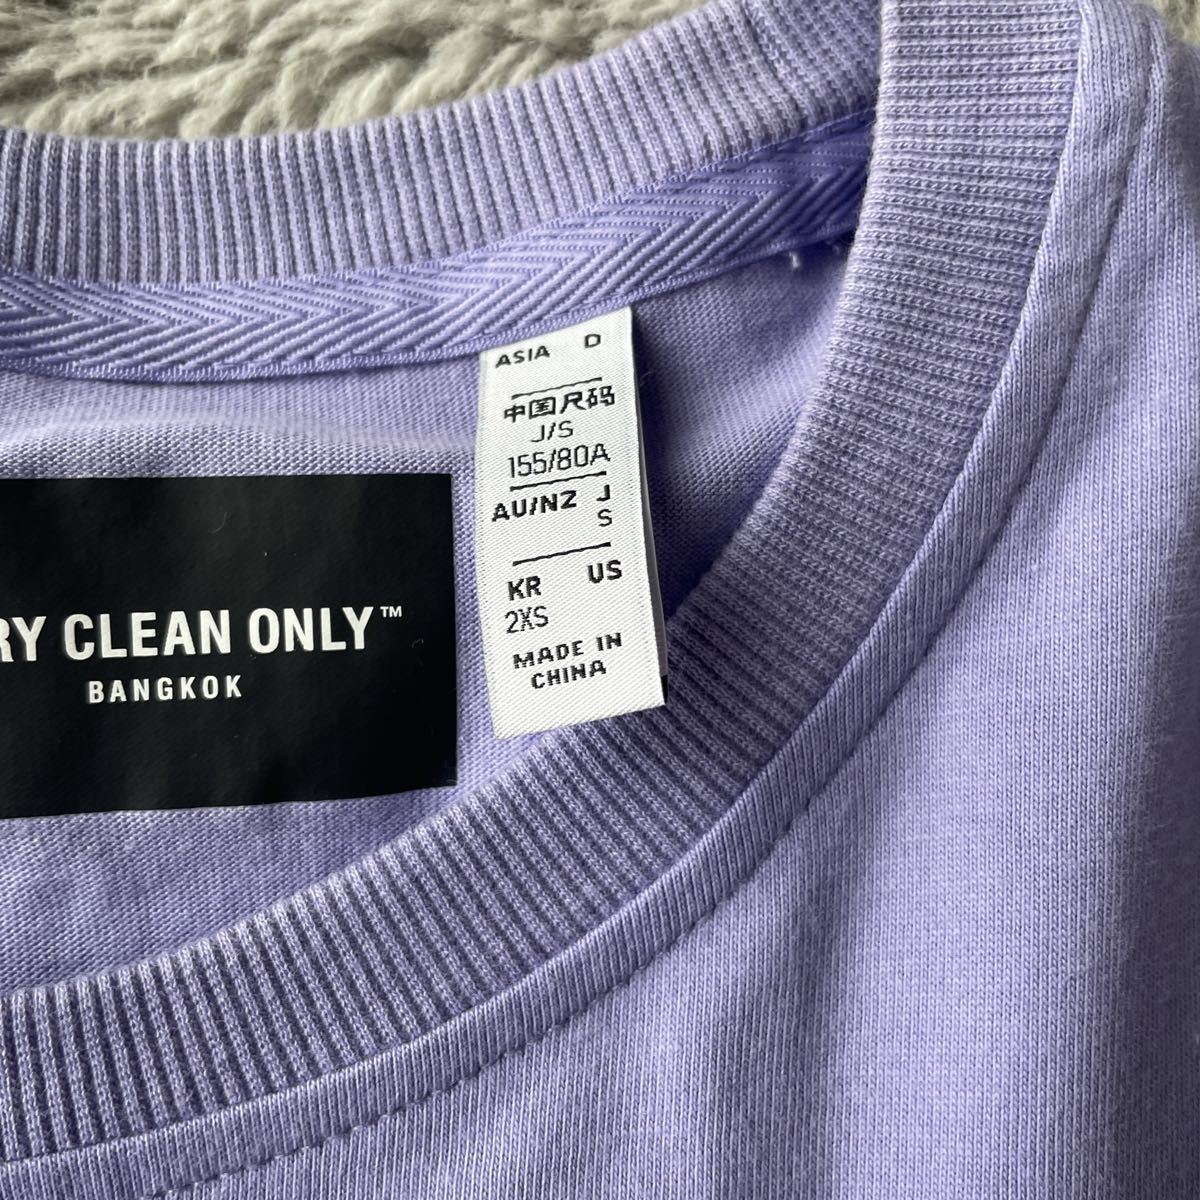 RY CLEAN ONLY™
BANGKOK
ASIA D
中国尺码
J/S
155/80A
AU/NZ J
S
KR US
2XS
MADE IN
CHINA